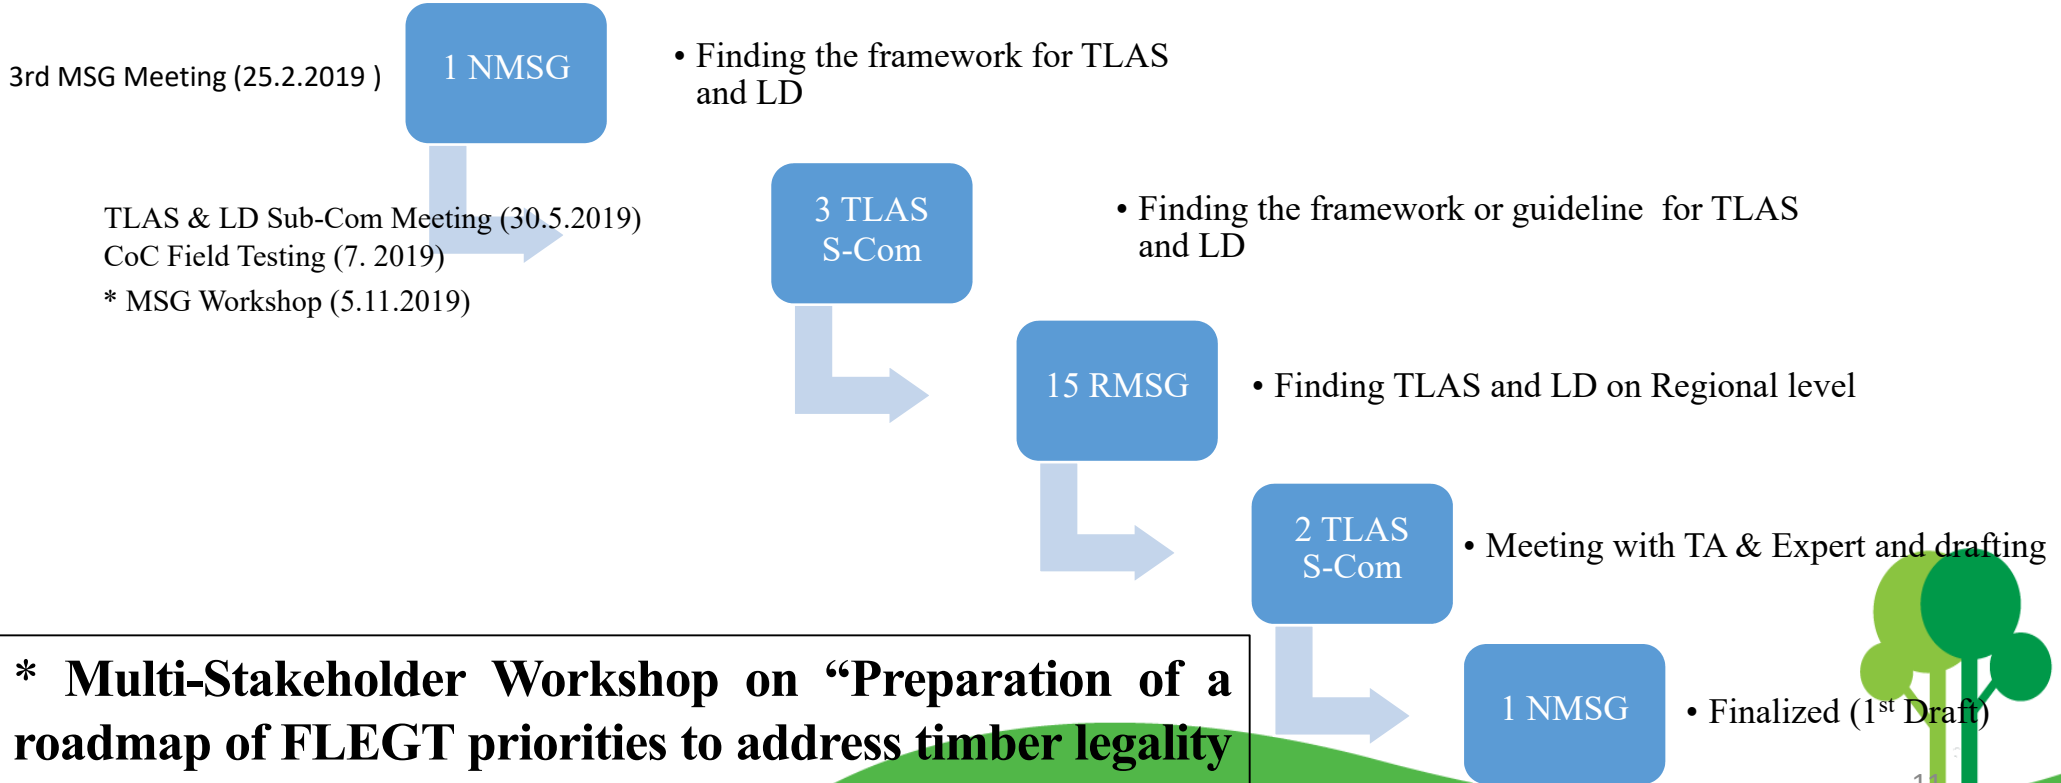 3rd MSG Meeting (25.2.2019 )
1 NMSG
• Finding the framework for TLAS
and LD
TLAS & LD Sub-Com Meeting (30.5.2019)
CoC Field Testing (7. 2019)
* MSG Workshop (5.11.2019)
3 TLAS
S-Com
• Finding the framework or guideline for TLAS
and LD
15 RMSG
• Finding TLAS and LD on Regional level
2 TLAS
S-Com
• Meeting with TA & Expert and drafting
1 NMSG
• Finalized (1st Draft)
* Multi-Stakeholder Workshop on “Preparation of a
roadmap of FLEGT priorities to address timber legality
11